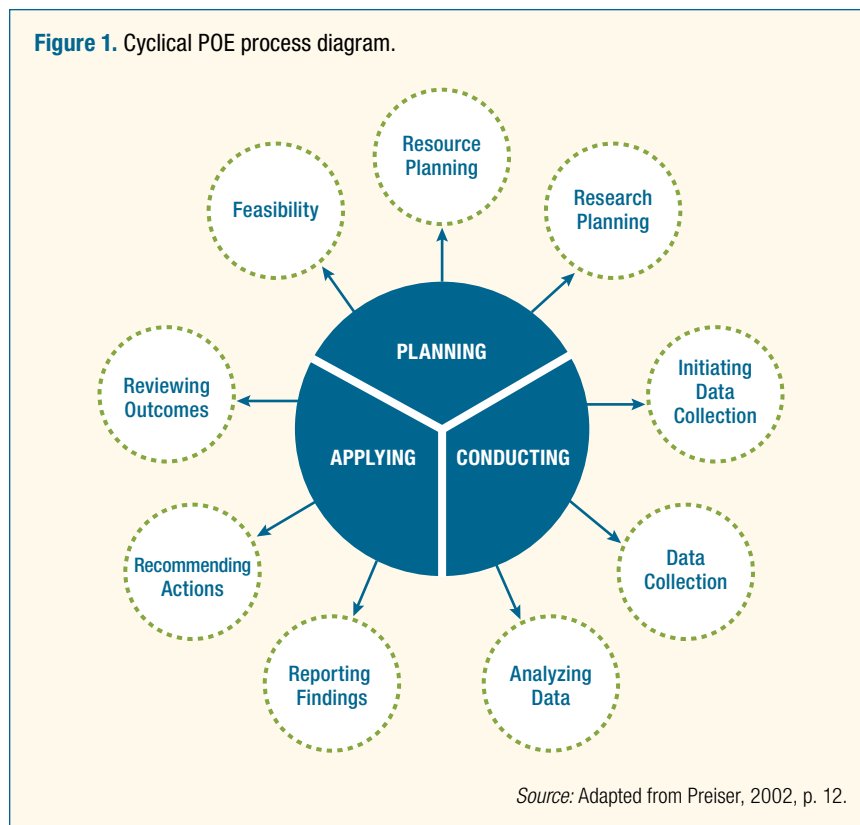 Figure 1. Cyclical POE process diagram.
Resource
Planning
Feasibility
Research
Planning
PLANNING
Reviewing
Outcomes
Initiating
Data
Collection
APPLYING
CONDUCTING
Recommending
Actions
Data
Collection
Reporting
Findings
Analyzing
Data
Source: Adapted from Preiser, 2002, p. 12.